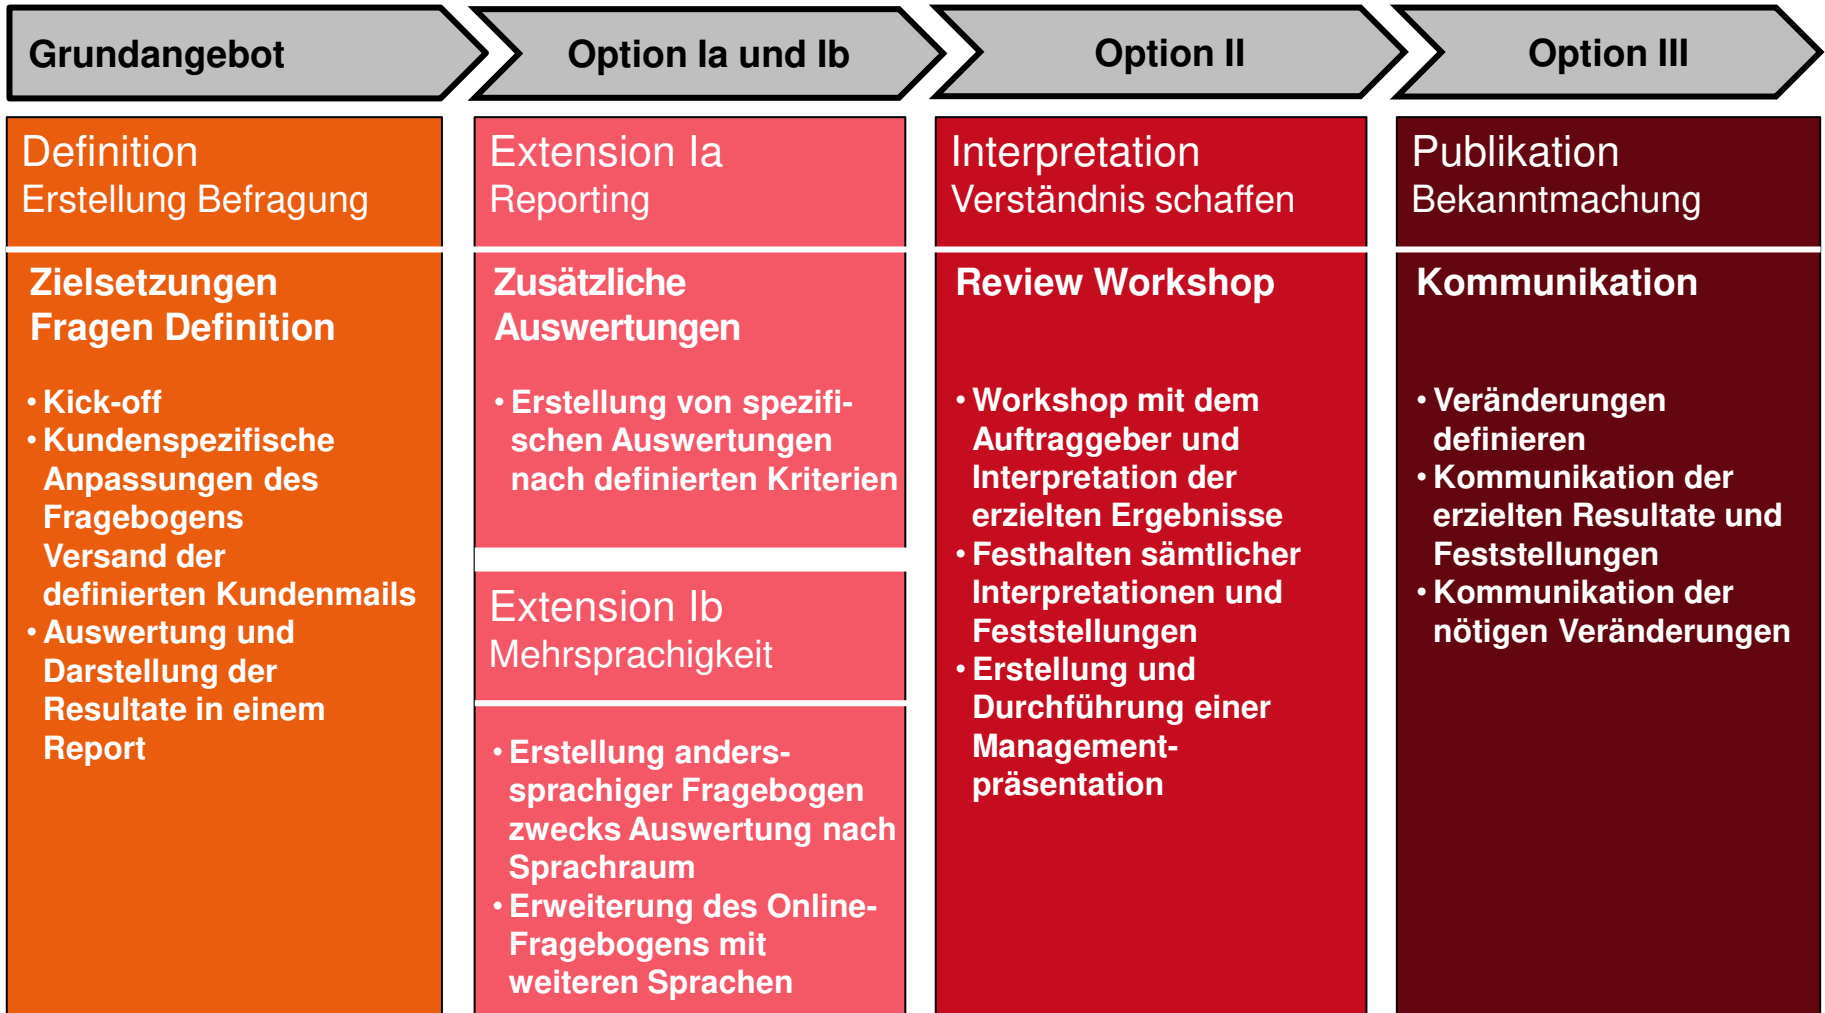 Grundangebot
Option Ia und Ib
Option II
Option III
Definition
Erstellung Befragung
Zielsetzungen
Fragen Definition
• Kick-off
• Kundenspezifische
Anpassungen des
Fragebogens
Versand der
definierten Kundenmails
• Auswertung und
Darstellung der
Resultate in einem
Report
Extension Ia
Reporting
Zusätzliche
Auswertungen
• Erstellung von spezifi-
schen Auswertungen
nach definierten Kriterien
Extension Ib
Mehrsprachigkeit
• Erstellung anders-
sprachiger Fragebogen
zwecks Auswertung nach
Sprachraum
• Erweiterung des Online-
Fragebogens mit
weiteren Sprachen
Interpretation
Verständnis schaffen
Review Workshop
• Workshop mit dem
Auftraggeber und
Interpretation der
erzielten Ergebnisse
• Festhalten sämtlicher
Interpretationen und
Feststellungen
• Erstellung und
Durchführung einer
Management-
präsentation
Publikation
Bekanntmachung
Kommunikation
• Veränderungen
definieren
• Kommunikation der
erzielten Resultate und
Feststellungen
• Kommunikation der
nötigen Veränderungen